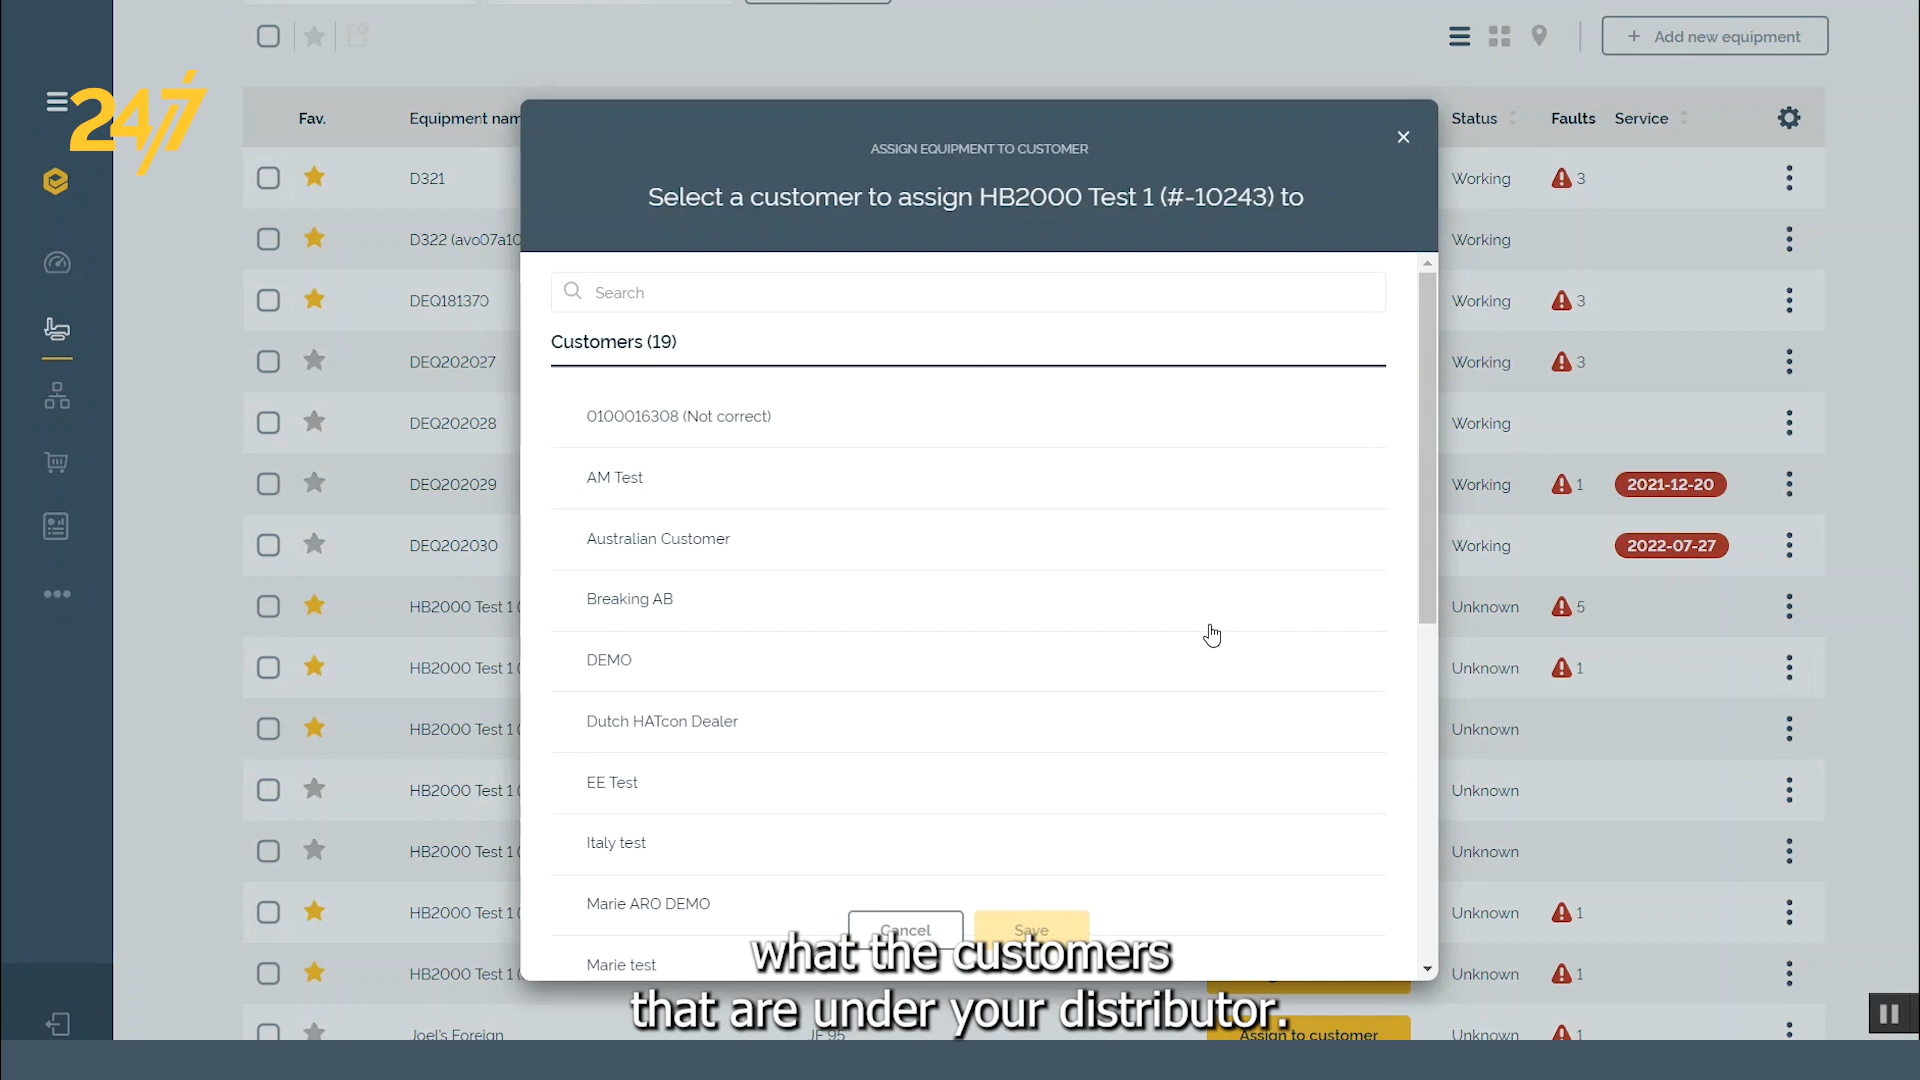 + Add new equipment
24/7
Fav.
Equipment nam
Status
Faults
Service
D321
Working
3
D322 (avo07a10
Working
DEQ181370
Working
3
DEQ202027
Working
3
DEQ202028
Working
DEQ202029
Working
1
2021-12-20
DEQ202030
Working
2022-07-27
HB2000 Test 1 (
Unknown
5
HB2000 Test 1 (
Unknown
1
HB2000 Test 1 (
Unknown
HB2000 Test 1 (
Unknown
HB2000 Test 1 (
Unknown
HB2000 Test 1 (
Unknown
1
HB2000 Test 1 (
Unknown
1
Joel's Foreign
JF95
Assign to customer
Unknown
1
ASSIGN EQUIPMENT TO CUSTOMER
Select a customer to assign HB2000 Test 1 (#-10243) to
Search
Customers (19)
0100016308 (Not correct)
AM Test
Australian Customer
Breaking AB
DEMO
Dutch HATcon Dealer
EE Test
Italy test
Marie ARO DEMO
Marie test
Cancel
Save
what the customers
that are under your distributor.